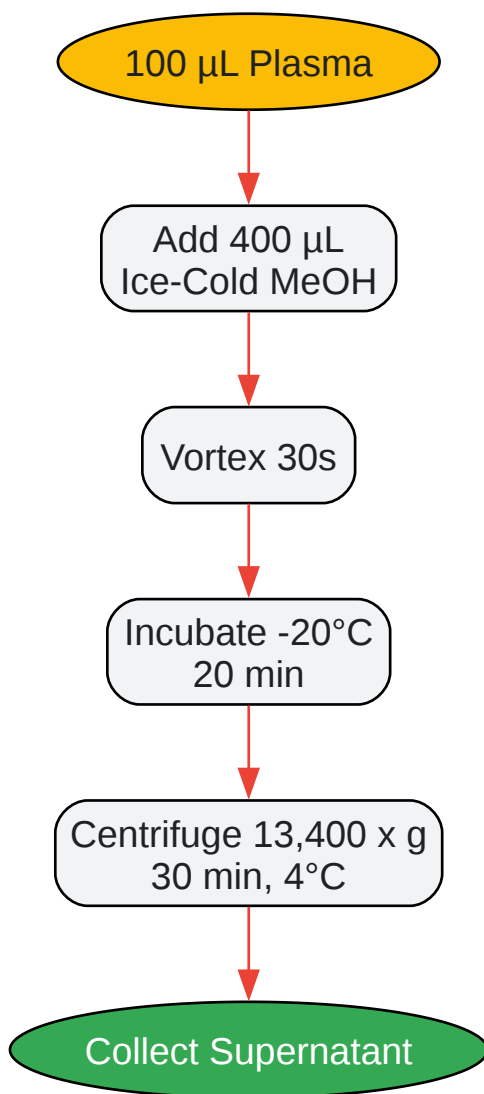 100 µL Plasma
Add 400 µL
Ice-Cold MeOH
Vortex 30s
Incubate -20°C
20 min
Centrifuge 13,400 x g
30 min, 4°C
Collect Supernatant